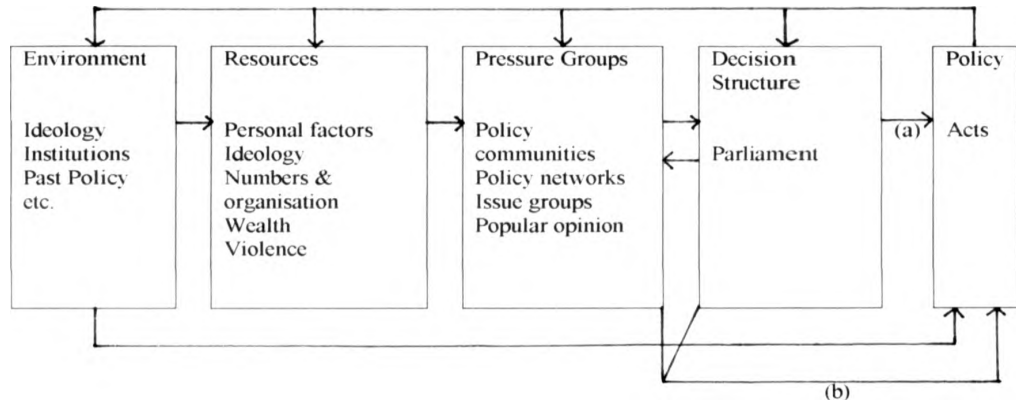 Environment
Ideology
Institutions
Past Policy
etc.
Resources
Personal factors
Ideology
Numbers &
organisation
Wealth
Violence
Pressure Groups
Policy
communities
Policy networks
Issue groups
Popular opinion
Decision
Structure
Parliament
(a)
Policy
Acts
(b)